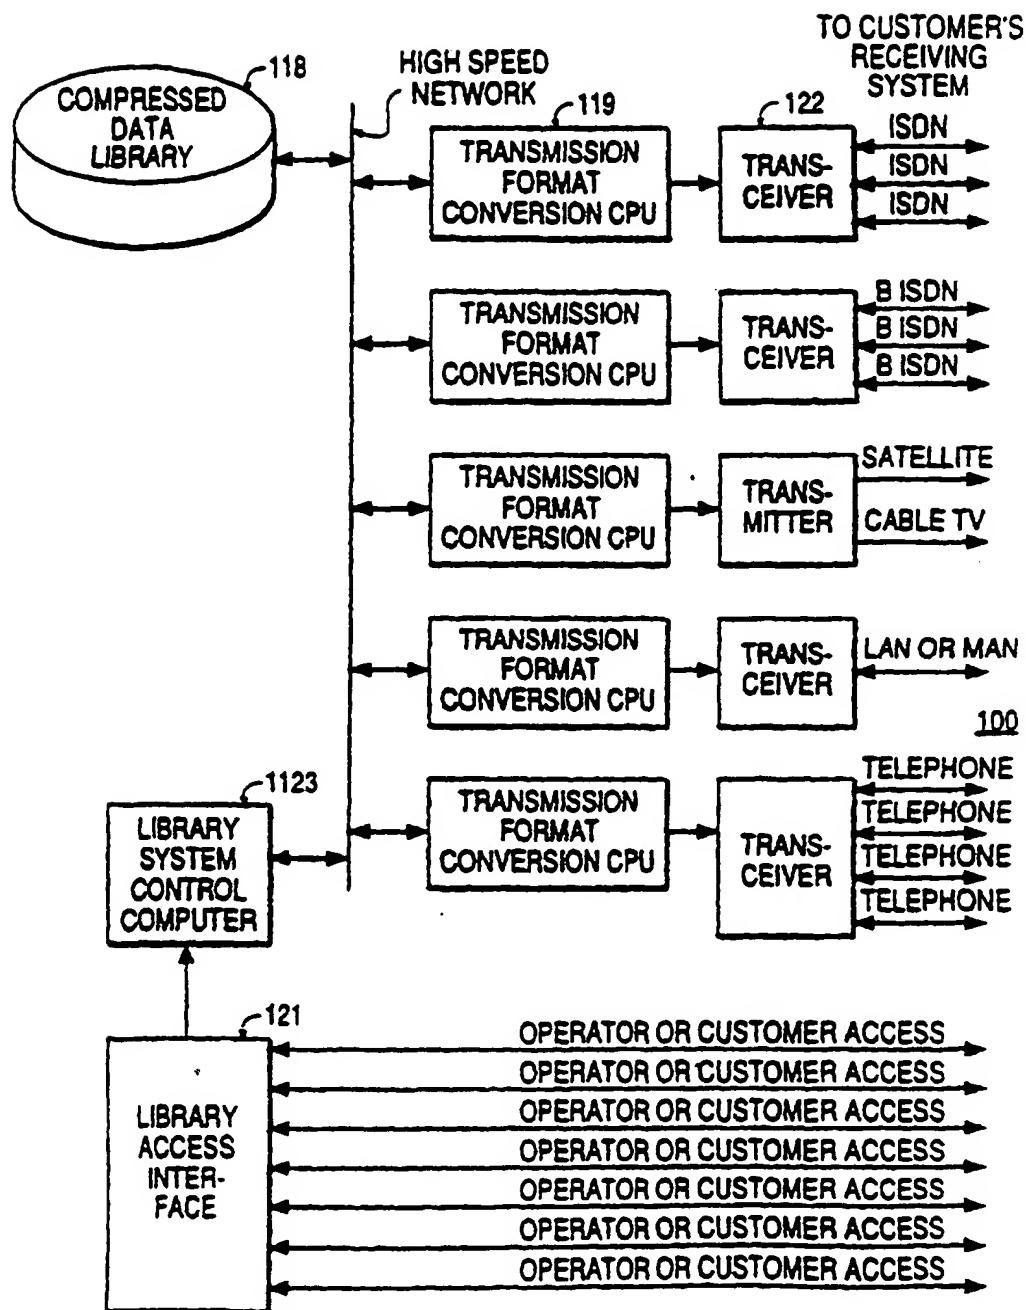 TO CUSTOMER'S
RECEIVING
SYSTEM
118
COMPRESSED
DATA
LIBRARY
HIGH SPEED
NETWORK
119
TRANSMISSION
FORMAT
CONVERSION CPU
122
TRANS-
CEIVER
ISDN
ISDN
ISDN
TRANSMISSION
FORMAT
CONVERSION CPU
TRANS-
CEIVER
B ISDN
B ISDN
B ISDN
TRANSMISSION
FORMAT
CONVERSION CPU
TRANS-
MITTER
SATELLITE
CABLE TV
TRANSMISSION
FORMAT
CONVERSION CPU
TRANS-
CEIVER
LAN OR MAN
100
1123
LIBRARY
SYSTEM
CONTROL
COMPUTER
TRANSMISSION
FORMAT
CONVERSION CPU
TRANS-
CEIVER
TELEPHONE
TELEPHONE
TELEPHONE
TELEPHONE
121
LIBRARY
ACCESS
INTER-
FACE
OPERATOR OR CUSTOMER ACCESS
OPERATOR OR CUSTOMER ACCESS
OPERATOR OR CUSTOMER ACCESS
OPERATOR OR CUSTOMER ACCESS
OPERATOR OR CUSTOMER ACCESS
OPERATOR OR CUSTOMER ACCESS
OPERATOR OR CUSTOMER ACCESS